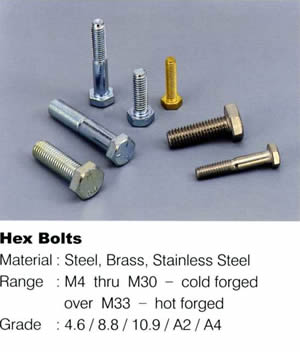 Hex Bolts
Material : Steel, Brass, Stainless Steel
Range : M4 thru M30 – cold forged
over M33 – hot forged
Grade : 4.6 / 8.8 / 10.9 / A2 / A4